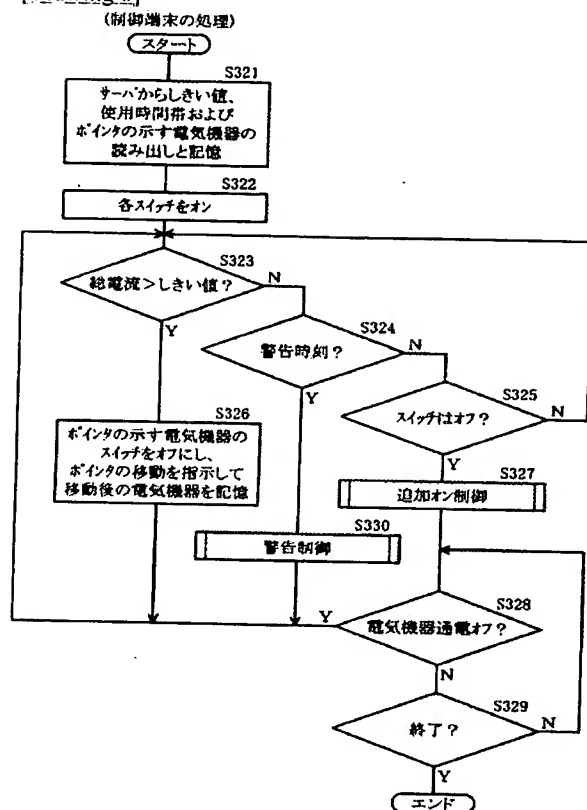 (制御端末の処理)
スタート
S321
サーバからしきい値、
使用時間帯および
ポインタの示す電気機器の
読み出しと記憶
S322
各スイッチをオン
S323
総電流>しきい値?
N
Y
S324
警告時刻?
N
Y
S325
スイッチはオフ?
N
Y
S326
ポインタの示す電気機器の
スイッチをオフにし、
ポインタの移動を指示して
移動後の電気機器を記憶
S327
追加オン制御
S330
警告制御
S328
電気機器通電オフ?
Y
N
S329
終了?
N
Y
エンド